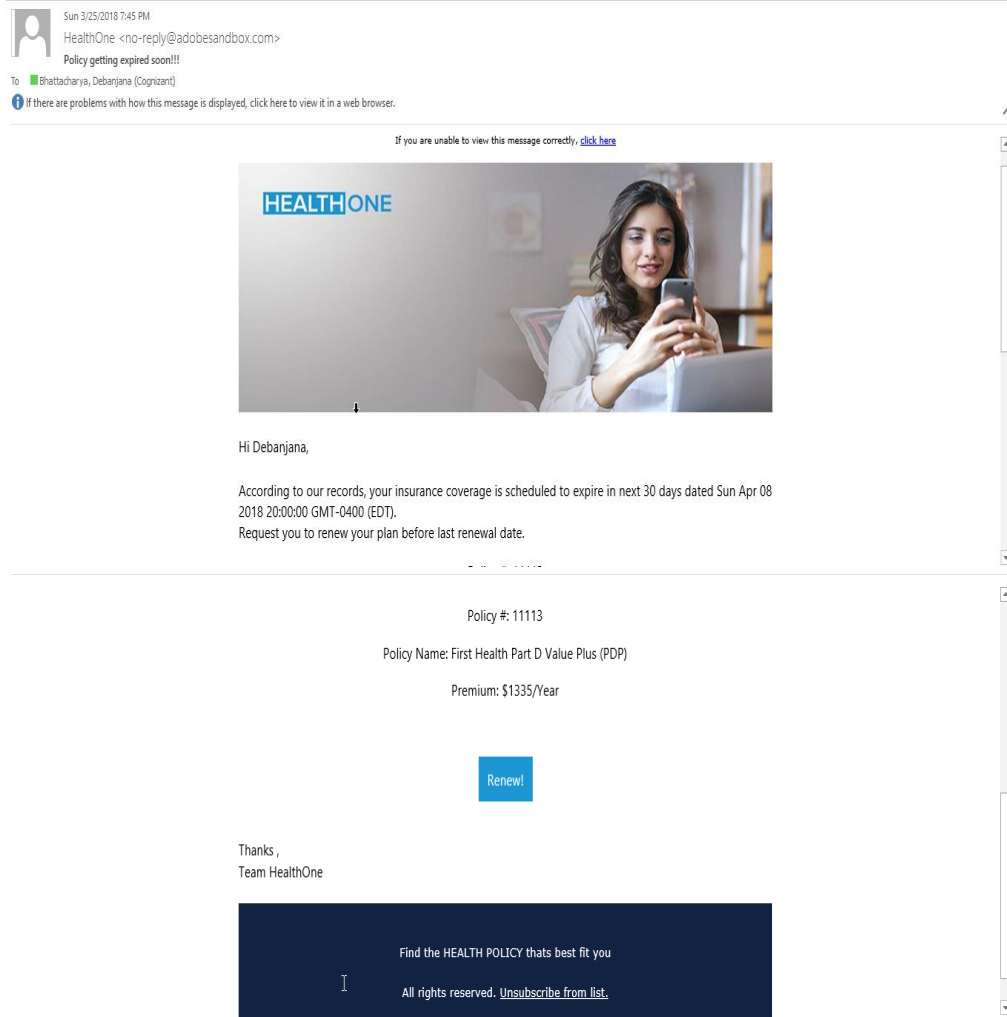 Sun 3/25/2018 7:45 PM
HealthOne <no-reply@adobesandbox.com>
Policy getting expired soon!!!
To Bhattacharya, Debanjana (Cognizant)
If there are problems with how this message is displayed, click here to view it in a web browser.
If you are unable to view this message correctly, click here
HEALTHONE
Hi Debanjana,
According to our records, your insurance coverage is scheduled to expire in next 30 days dated Sun Apr 08
2018 20:00:00 GMT-0400 (EDT).
Request you to renew your plan before last renewal date.
Policy #: 11113
Policy Name: First Health Part D Value Plus (PDP)
Premium: $1335/Year
Renew!
Thanks ,
Team HealthOne
Find the HEALTH POLICY thats best fit you
All rights reserved. Unsubscribe from list.